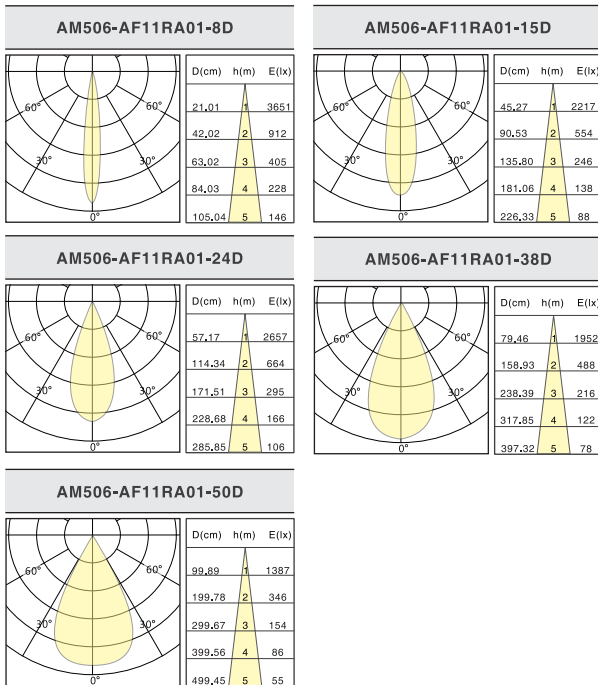 AM506-AF11RA01-8D
D(cm) h(m) E(lx)
60° 60°
30° 30°
0°
21.01 1 3651
42.02 2 912
63.02 3 405
84.03 4 228
105.04 5 146
AM506-AF11RA01-15D
D(cm) h(m) E(lx)
60° 60°
30° 30°
0°
45.27 1 2217
90.53 2 554
135.80 3 246
181.06 4 138
226.33 5 88
AM506-AF11RA01-24D
D(cm) h(m) E(lx)
60° 60°
30° 30°
0°
57.17 1 2657
114.34 2 664
171.51 3 295
228.68 4 166
285.85 5 106
AM506-AF11RA01-38D
D(cm) h(m) E(lx)
60° 60°
30° 30°
0°
79.46 1 1952
158.93 2 488
238.39 3 216
317.85 4 122
397.32 5 78
AM506-AF11RA01-50D
D(cm) h(m) E(lx)
60° 60°
30° 30°
0°
99.89 1 1387
199.78 2 346
299.67 3 154
399.56 4 86
499.45 5 55